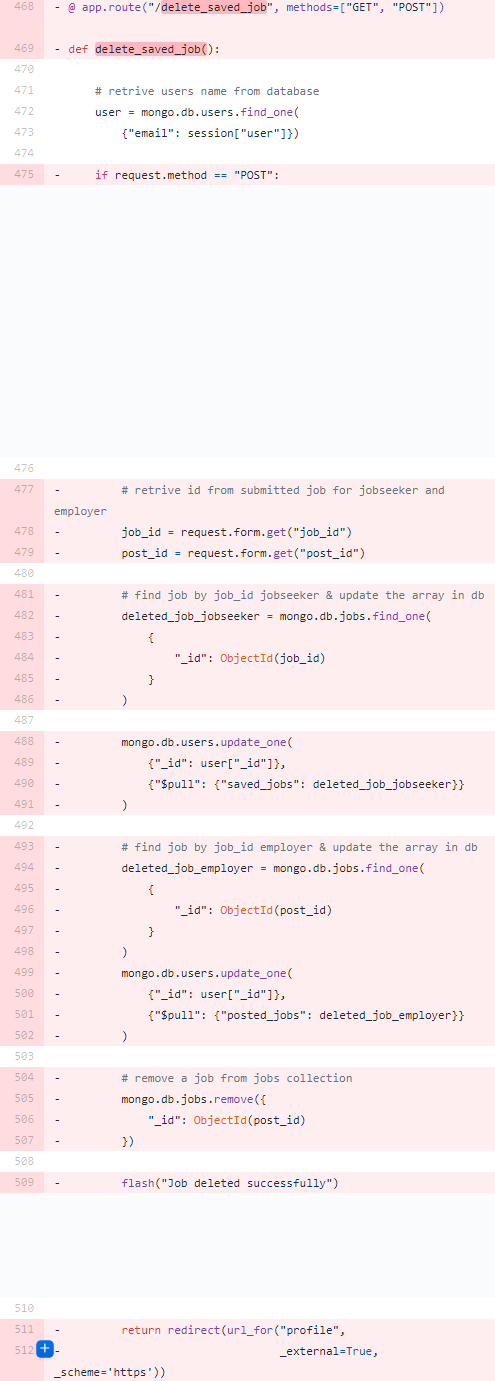 468 - @ app.route("/delete_saved_job", methods=["GET", "POST"])
469 - def delete_saved_job():
470
471 # retrive users name from database
472 user = mongo.db.users.find_one(
473 {"email": session["user"]})
474
475 - if request.method == "POST":
476
477 - # retrive id from submitted job for jobseeker and
employer
478 - job_id = request.form.get("job_id")
479 - post_id = request.form.get("post_id")
480
481 - # find job by job_id jobseeker & update the array in db
482 - deleted_job_jobseeker = mongo.db.jobs.find_one(
483 - {
484 - "_id": ObjectId(job_id)
485 - }
486 - )
487
488 - mongo.db.users.update_one(
489 - {"_id": user["_id"]},
490 - {"$pull": {"saved_jobs": deleted_job_jobseeker}}
491 - )
492
493 - # find job by job_id employer & update the array in db
494 - deleted_job_employer = mongo.db.jobs.find_one(
495 - {
496 - "_id": ObjectId(post_id)
497 - }
498 - )
499 - mongo.db.users.update_one(
500 - {"_id": user["_id"]},
501 - {"$pull": {"posted_jobs": deleted_job_employer}}
502 - )
503
504 - # remove a job from jobs collection
505 - mongo.db.jobs.remove({
506 - "_id": ObjectId(post_id)
507 - })
508
509 - flash("Job deleted successfully")
510
511 - return redirect(url_for("profile",
512 + - _external=True,
_scheme='https'))